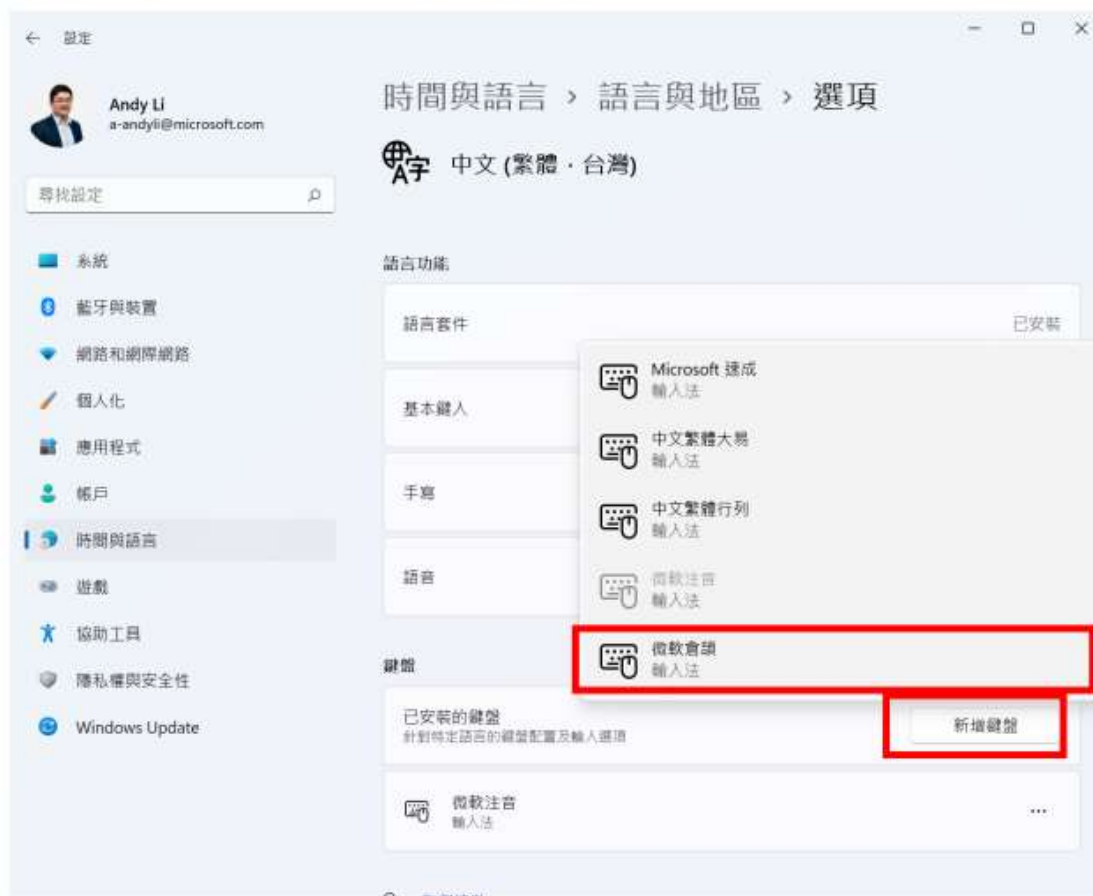 設定
Andy Li
a-andyli@microsoft.com
尋找設定
系統
藍牙與裝置
網路和網際網路
個人化
應用程式
帳戶
時間與語言
遊戲
協助工具
隱私權與安全性
Windows Update
時間與語言 › 語言與地區 › 選項
中文 (繁體，台灣)
語言功能
語言套件
已安裝
基本鍵入
手寫
語音
Microsoft 速成
輸入法
中文繁體大易
輸入法
中文繁體行列
輸入法
微軟注音
輸入法
微軟倉頡
輸入法
鍵盤
已安裝的鍵盤
針對特定語言的鍵盤配置及輸入選項
新增鍵盤
微軟注音
輸入法